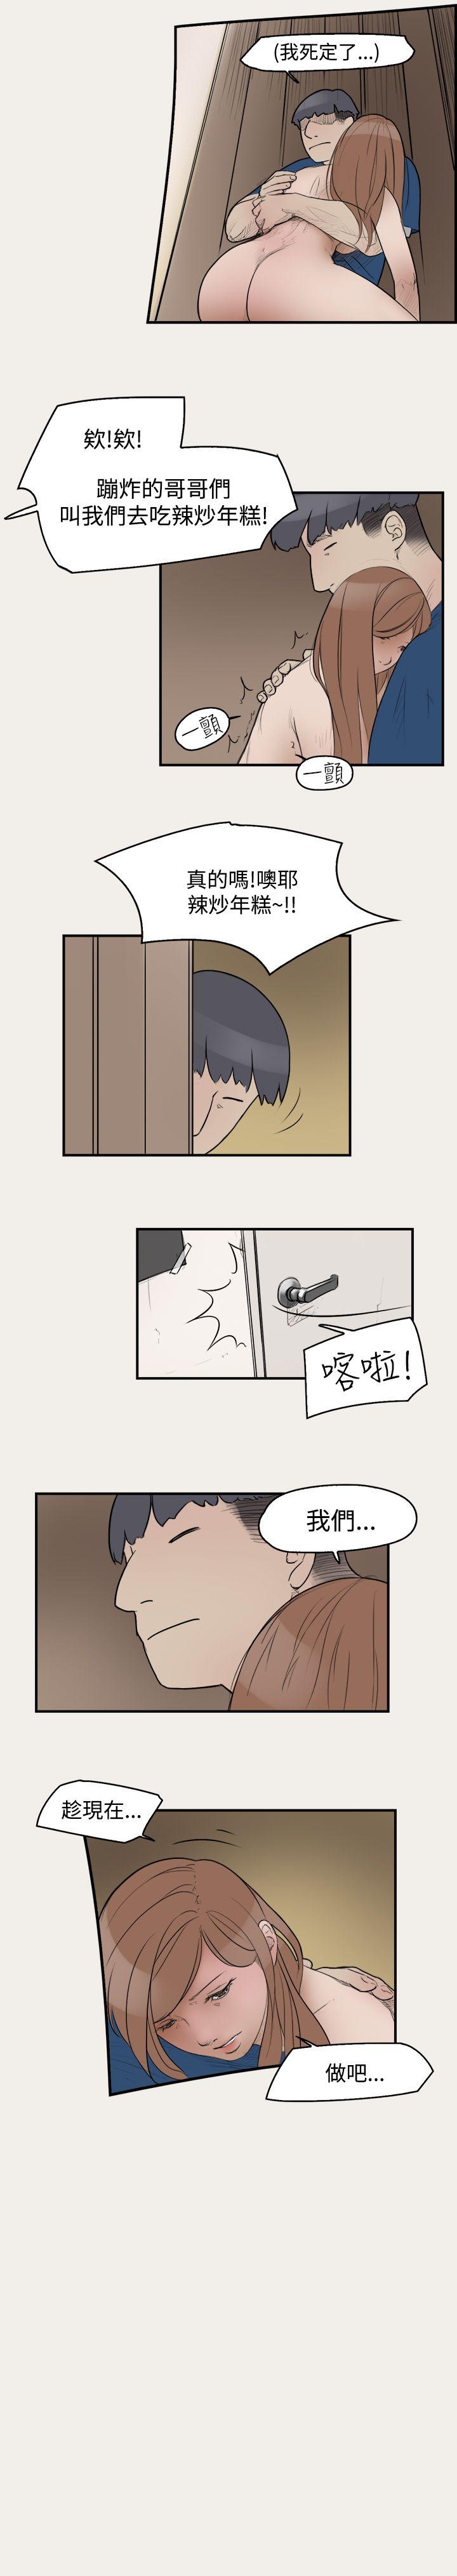 (我死定了...)
欸!欸!
蹦炸的哥哥們
叫我們去吃辣炒年糕!
一顫
一顫
真的嗎!噢耶
辣炒年糕~!!
喀啦!
我們...
趁現在...
做吧...